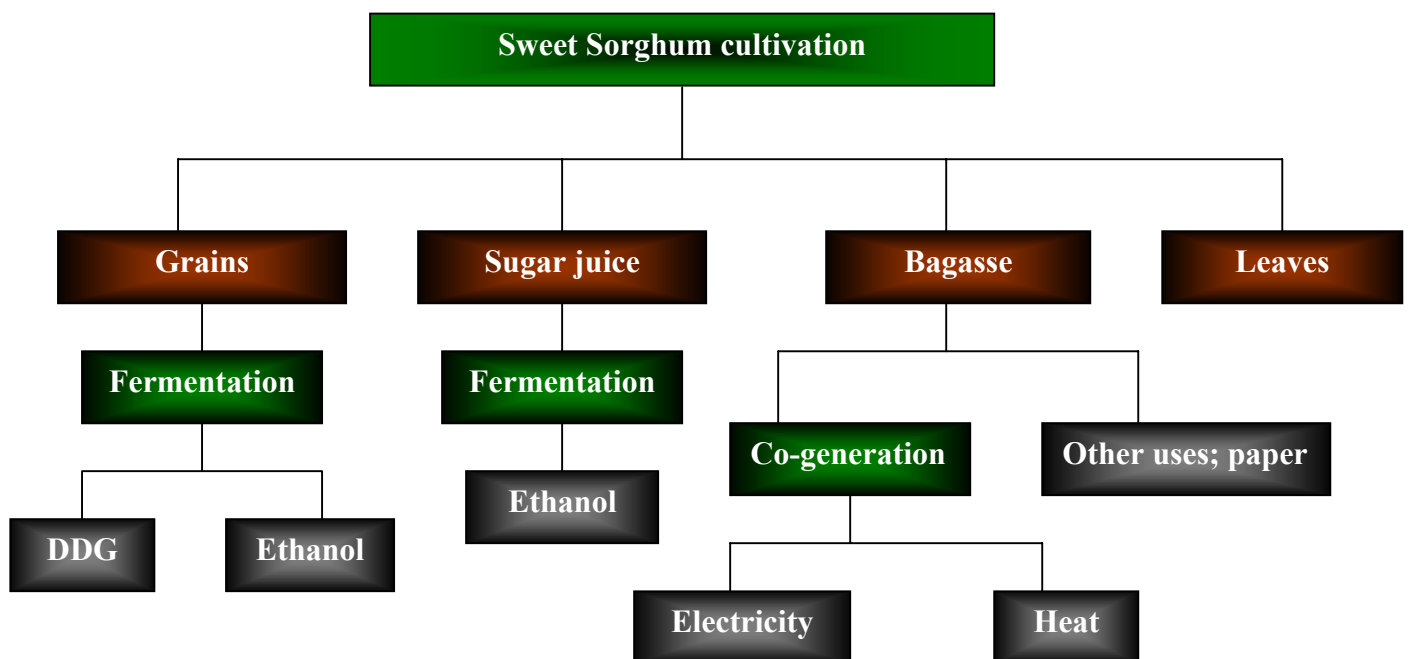 Sweet Sorghum cultivation
Grains
Sugar juice
Bagasse
Leaves
Fermentation
Fermentation
Co-generation
Other uses; paper
Ethanol
DDG
Ethanol
Electricity
Heat